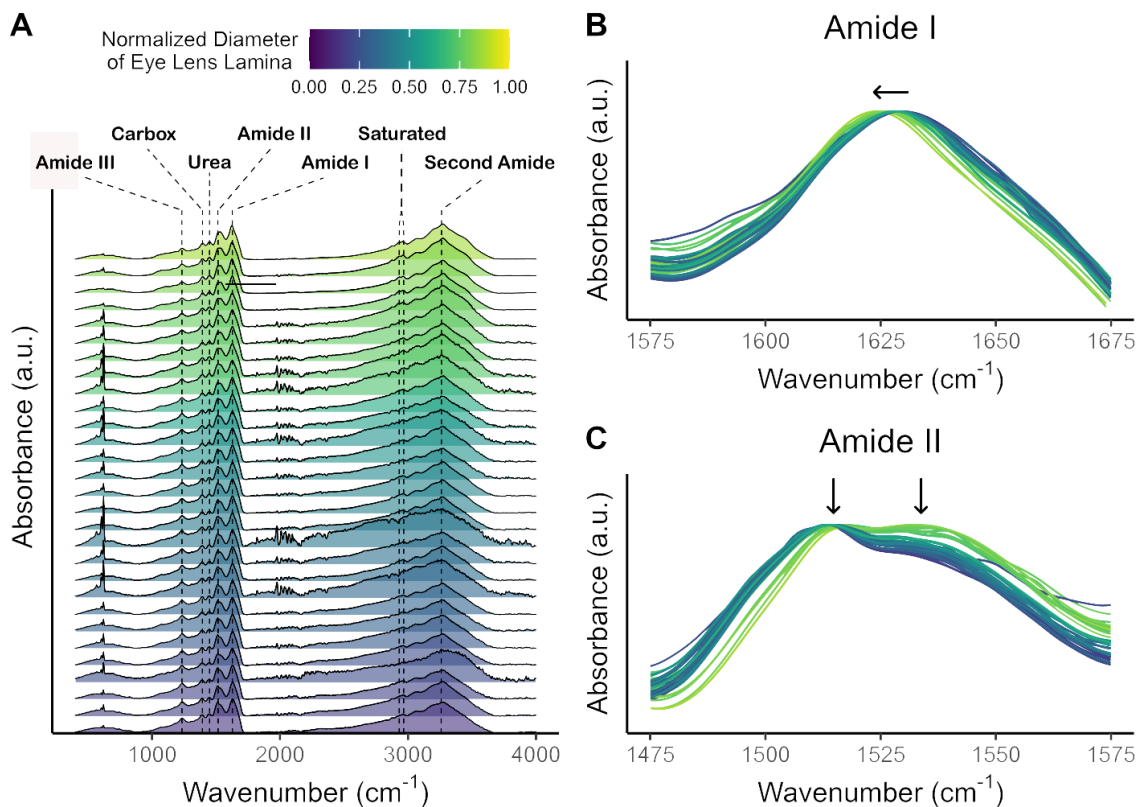 A
Normalized Diameter
of Eye Lens Lamina
0.00 0.25 0.50 0.75 1.00
Carbox Amide II Saturated
Amide III Urea Amide I Second Amide
Absorbance (a.u.)
1000 2000 3000 4000
Wavenumber (cm⁻¹)
B
Amide I
Absorbance (a.u.)
1575 1600 1625 1650 1675
Wavenumber (cm⁻¹)
C
Amide II
Absorbance (a.u.)
1475 1500 1525 1550 1575
Wavenumber (cm⁻¹)